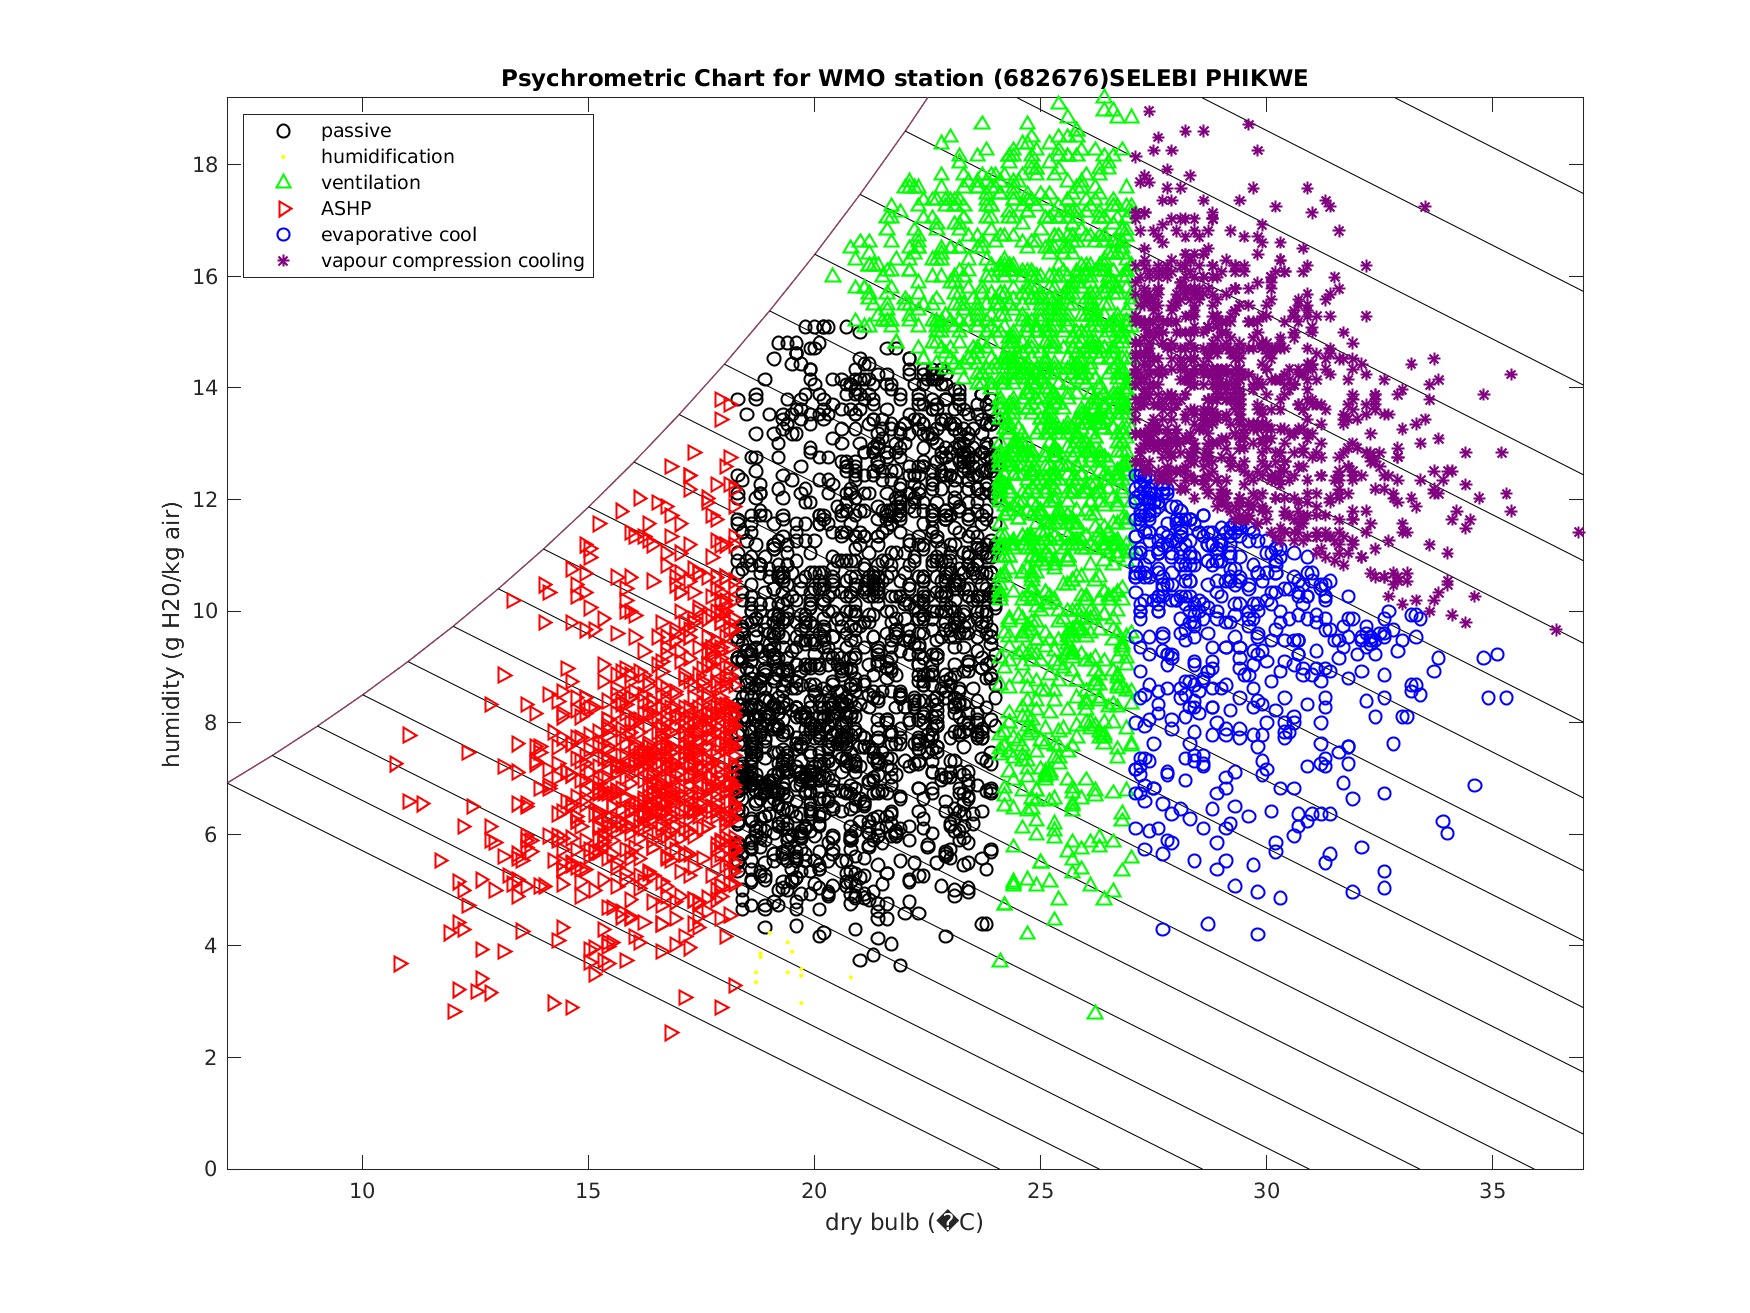 Psychrometric Chart for WMO station (682676)SELEBI PHIKWE
passive
humidification
ventilation
ASHP
evaporative cool
vapour compression cooling
18
16
14
12
10
8
6
4
2
0
humidity (g H20/kg air)
10 15 20 25 30 35
dry bulb (�C)